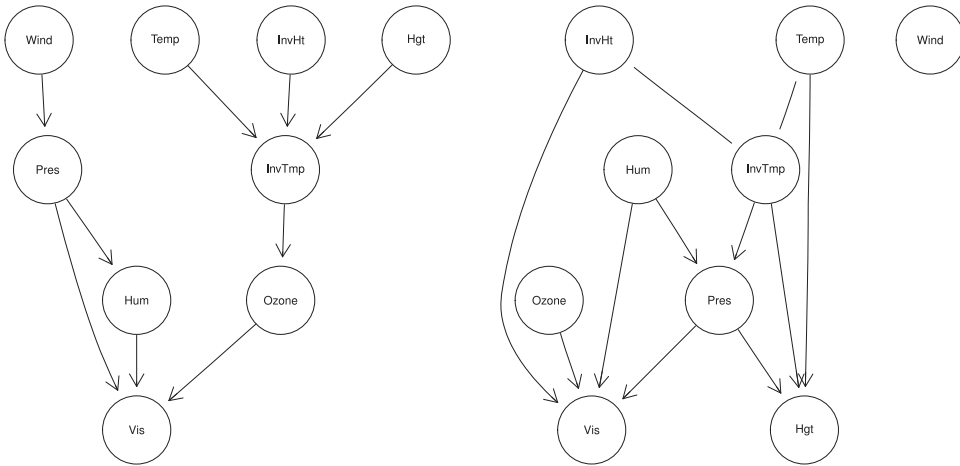 Wind
Temp
InvHt
Hgt
Pres
InvTmp
Hum
Ozone
Vis
InvHt
Temp
Wind
Hum
InvTmp
Ozone
Pres
Vis
Hgt